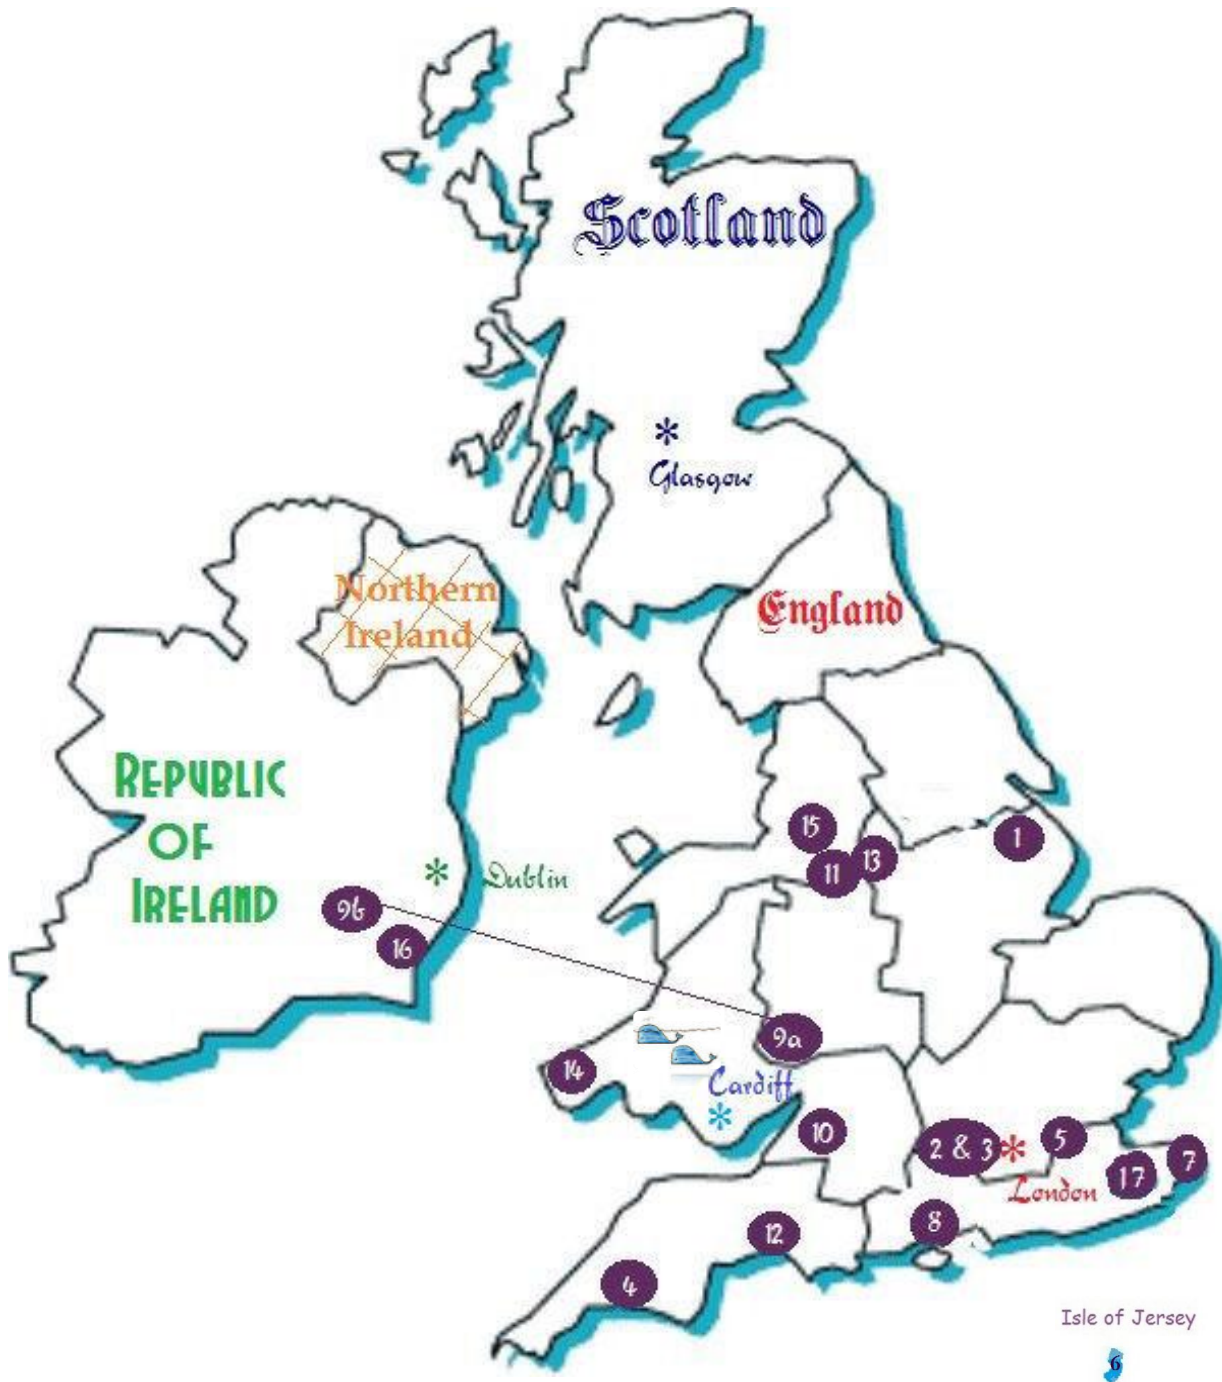 Scotland
*
Glasgow
Northern
Ireland
England
Republic
of
Ireland
* Dublin
15
1
13
11
9b
16
9a
14
Cardiff
*
10
2 & 3 *
5
7
17
London
8
12
4
Isle of Jersey
6